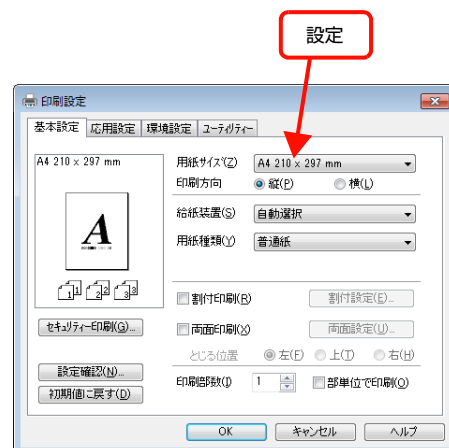 設定
印刷設定
基本設定 応用設定 環境設定 ユーティリティー
A4 210 x 297 mm
用紙サイズ(Z) A4 210 x 297 mm
印刷方向 縦(P) 横(L)
給紙装置(S) 自動選択
用紙種類(Y) 普通紙
A
1 1 2 2 3 3
割付印刷(R) 割付設定(E)...
セキュリティー印刷(G)... 両面印刷(X) 両面設定(U)...
とじる位置 左(F) 上(T) 右(H)
設定確認(N)...
印刷部数(I) 1 部単位で印刷(O)
初期値に戻す(D)
OK キャンセル ヘルプ